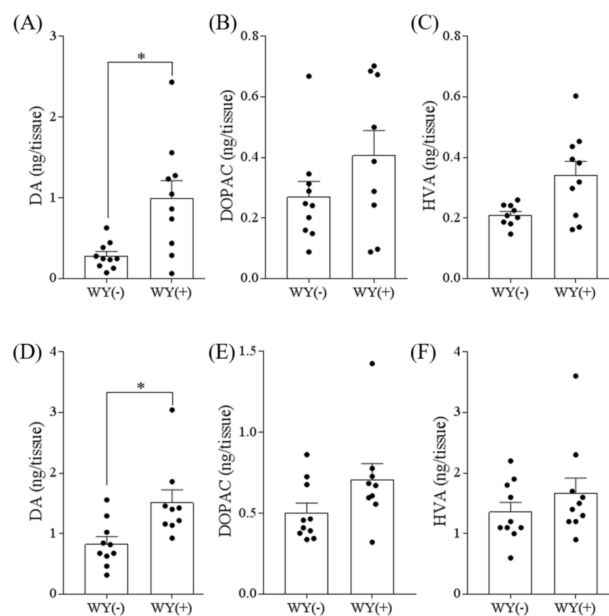 (A)
DA (ng/tissue)
3
2
1
0
*
WY(-) WY(+)
(B)
DOPAC (ng/tissue)
0.8
0.6
0.4
0.2
0.0
WY(-) WY(+)
(C)
HVA (ng/tissue)
0.8
0.6
0.4
0.2
0.0
WY(-) WY(+)
(D)
DA (ng/tissue)
4
3
2
1
0
*
WY(-) WY(+)
(E)
DOPAC (ng/tissue)
1.5
1.0
0.5
0.0
WY(-) WY(+)
(F)
HVA (ng/tissue)
4
3
2
1
0
WY(-) WY(+)